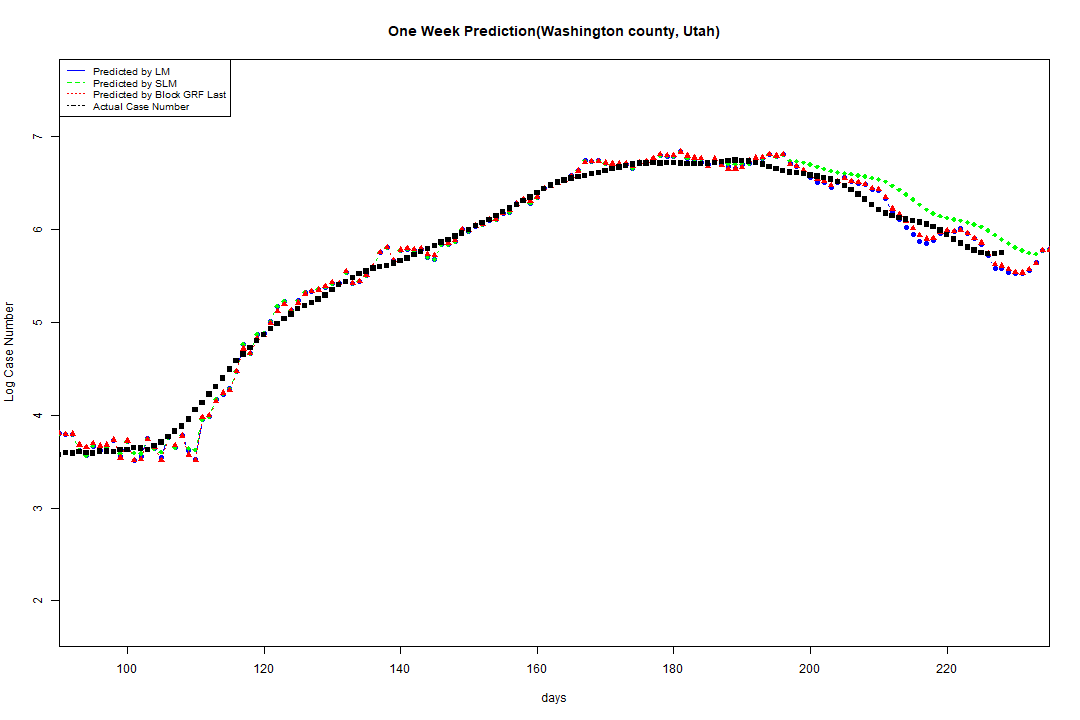 One Week Prediction(Washington county, Utah)
Predicted by LM
Predicted by SLM
Predicted by Block GRF Last
Actual Case Number
Log Case Number
7
6
5
4
3
2
100 120 140 160 180 200 220
days